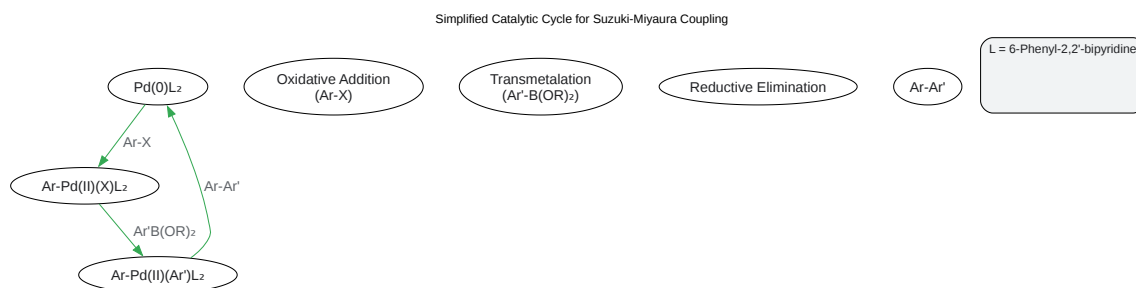 Simplified Catalytic Cycle for Suzuki-Miyaura Coupling
L = 6-Phenyl-2,2'-bipyridine
Pd(0)L₂
Oxidative Addition
(Ar-X)
Transmetalation
(Ar'-B(OR)₂)
Reductive Elimination
Ar-Ar'
Ar-X
Ar-Pd(II)(X)L₂
Ar-Ar'
Ar'B(OR)₂
Ar-Pd(II)(Ar')L₂